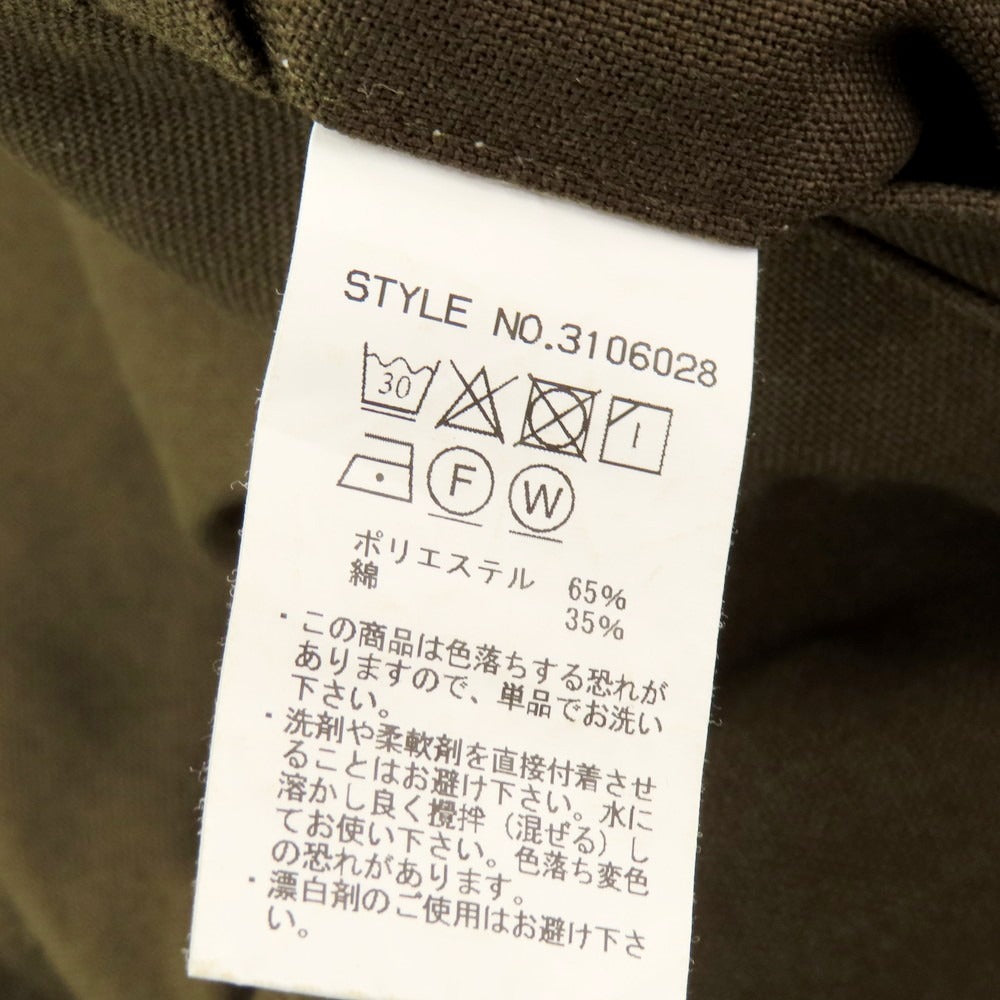 STYLE NO.3106028
30
F W
ポリエステル 65%
綿 35%
・この商品は色落ちする恐れが
ありますので、単品でお洗い
下さい。
・洗剤や柔軟剤を直接付着させ
ることはお避け下さい。水に
溶かし良く攪拌（混ぜる）し
てお使い下さい。色落ち変色
の恐れがあります。
・漂白剤のご使用はお避け下さ
い。